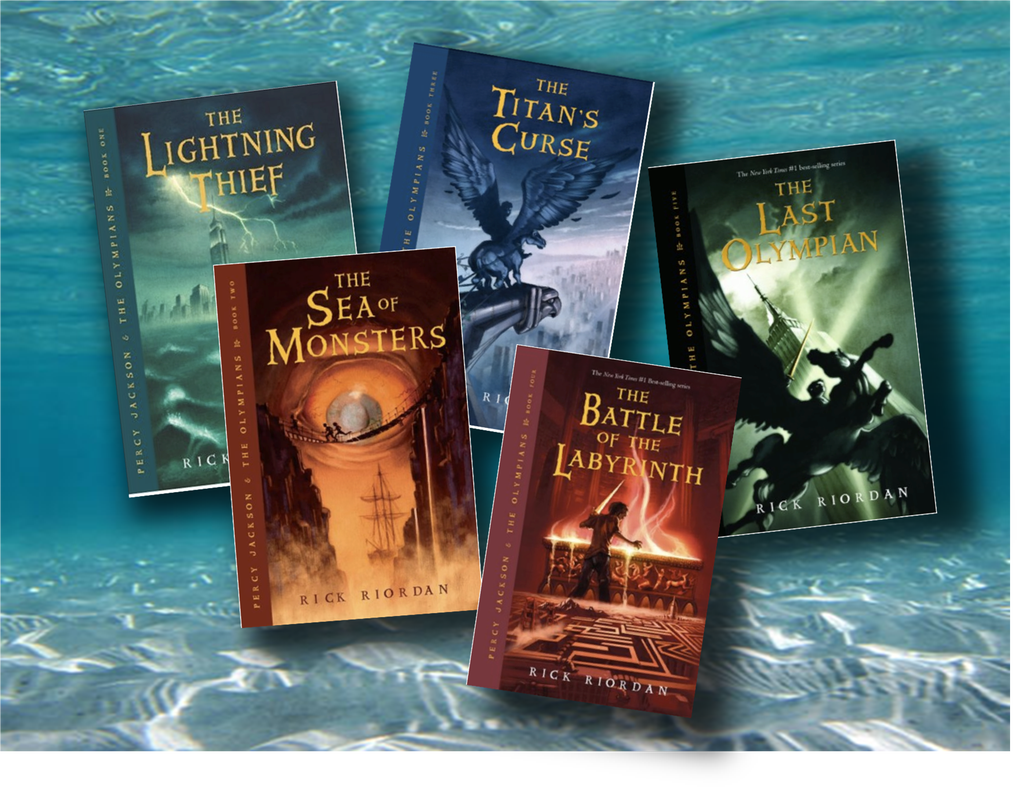 THE
LIGHTNING
THIEF
PERCY JACKSON & THE OLYMPIANS BOOK ONE
RICK
THE
TITAN'S
CURSE
THE OLYMPIANS BOOK THREE
THE
SEA OF
MONSTERS
PERCY JACKSON & THE OLYMPIANS BOOK TWO
RICK RIORDAN
The New York Times #1 Best-selling series
THE
BATTLE
OF THE
LABYRINTH
PERCY JACKSON & THE OLYMPIANS BOOK FOUR
RICK RIORDAN
The New York Times #1 best-selling series
THE
LAST
OLYMPIAN
THE OLYMPIANS BOOK FIVE
RICK RIORDAN